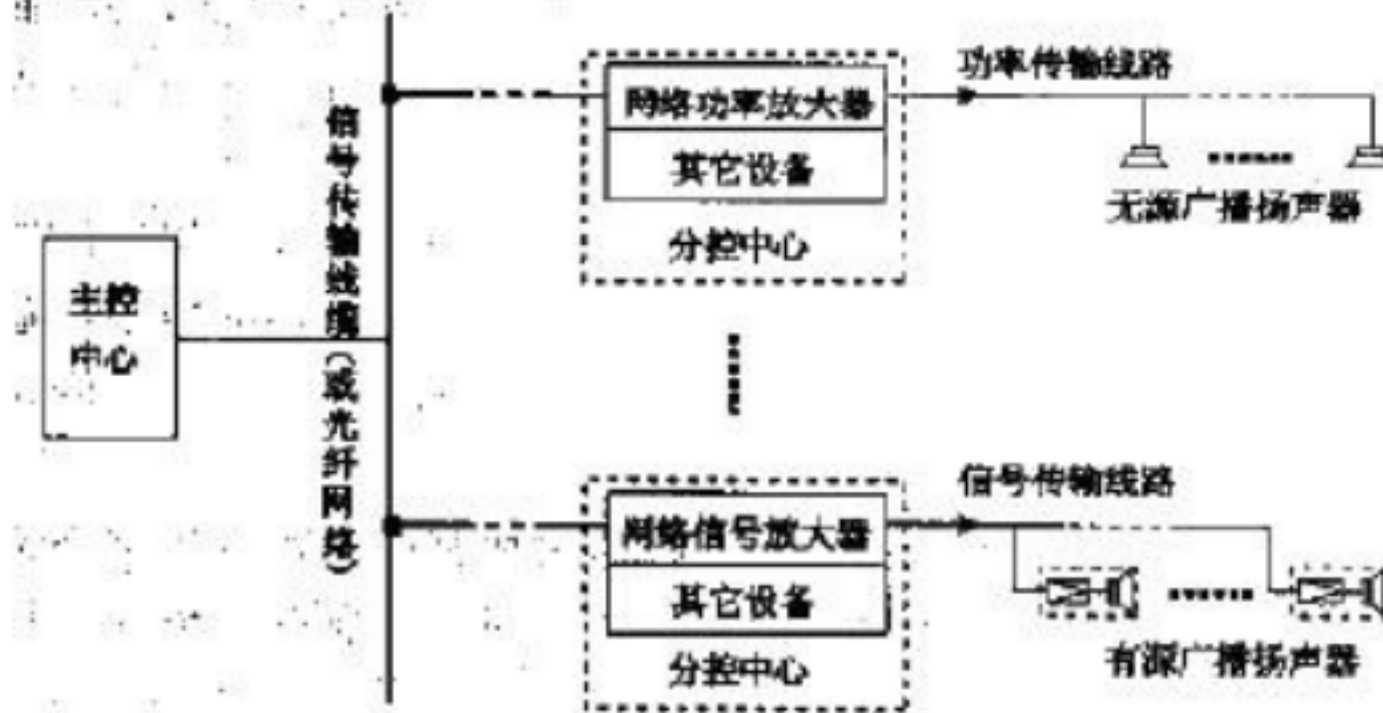 功率传输线路
网络功率放大器
其它设备
无源广播扬声器
分控中心
信号传输线缆(或光纤网络)
主控
中心
信号传输线路
网络信号放大器
其它设备
有源广播扬声器
分控中心